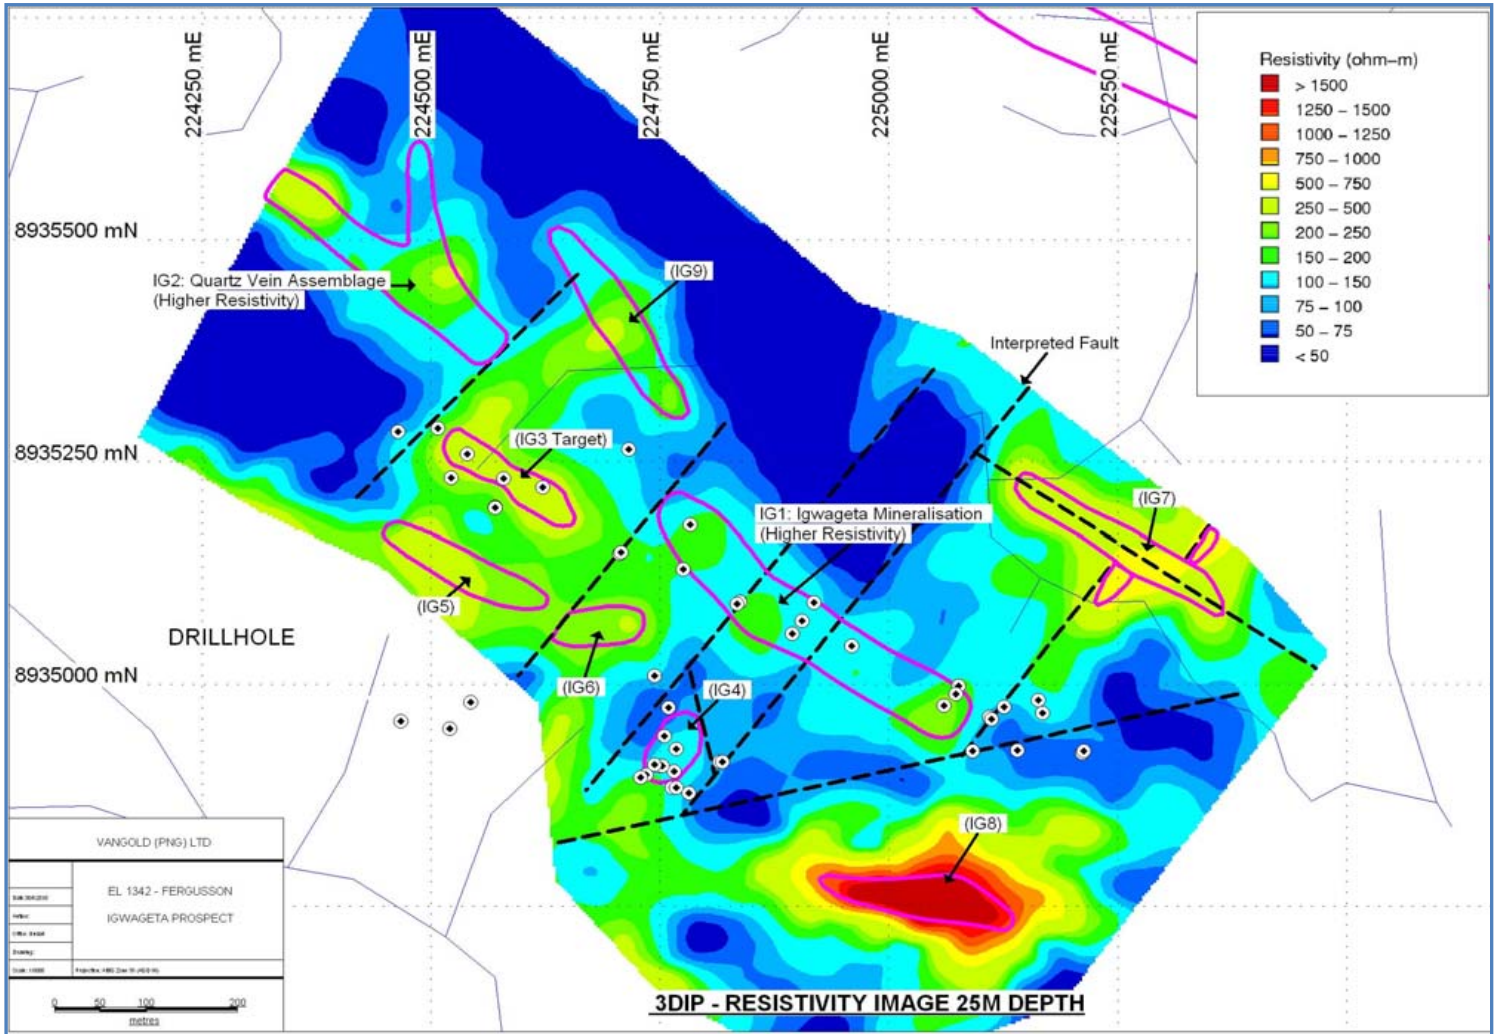 224250 mE
224500 mE
224750 mE
225000 mE
225250 mE
Resistivity (ohm-m)
> 1500
1250 - 1500
1000 - 1250
750 - 1000
500 - 750
250 - 500
200 - 250
150 - 200
100 - 150
75 - 100
50 - 75
< 50
8935500 mN
IG2: Quartz Vein Assemblage
(Higher Resistivity)
(IG9)
Interpreted Fault
8935250 mN
(IG3 Target)
(IG7)
IG1: Igwageta Mineralisation
(Higher Resistivity)
(IG5)
DRILLHOLE
8935000 mN
(IG6)
(IG4)
(IG8)
VANGOLD (PNG) LTD
EL 1342 - FERGUSSON
IGWAGETA PROSPECT
0 50 100 200
metres
3DIP - RESISTIVITY IMAGE 25M DEPTH